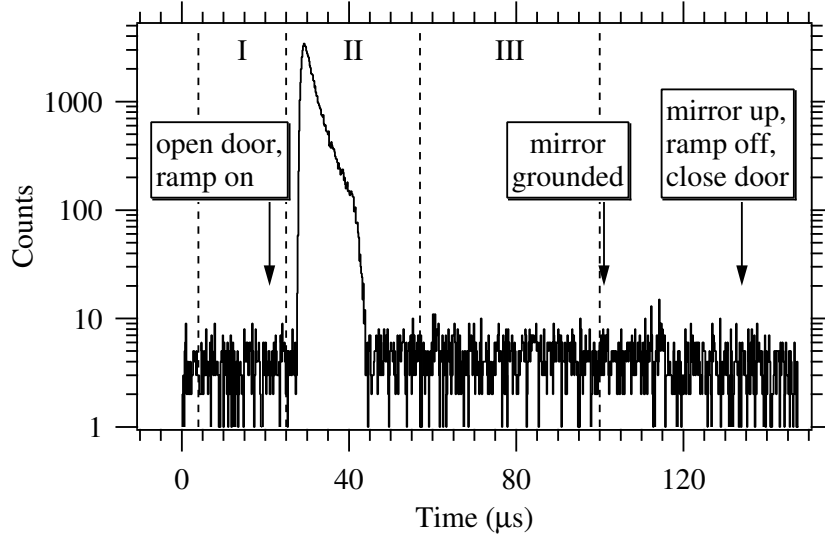 I II III
1000
100
10
1
Counts
open door,
ramp on
mirror
grounded
mirror up,
ramp off,
close door
0 40 80 120
Time (μs)